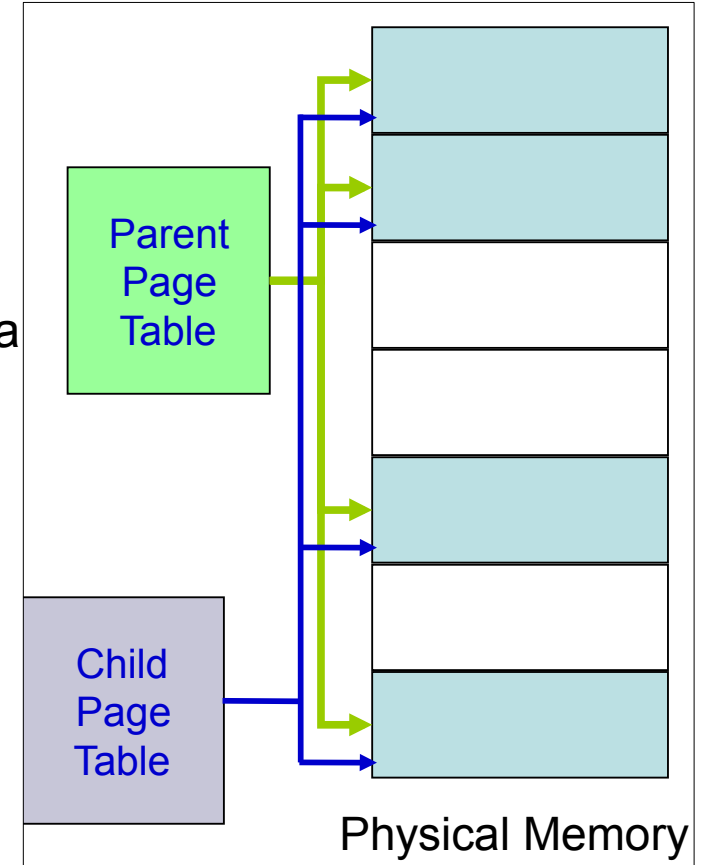 Parent
Page
Table
a
Child
Page
Table
Physical Memory